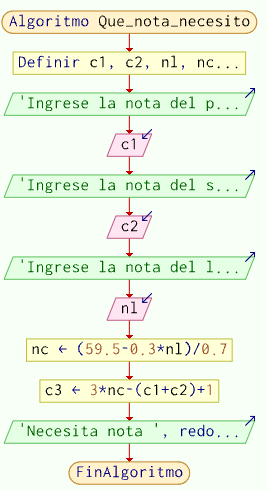 Algoritmo Que_nota_necesito
Definir c1, c2, nl, nc...
'Ingrese la nota del p...
c1
'Ingrese la nota del s...
c2
'Ingrese la nota del l...
nl
nc ← (59.5-0.3*nl)/0.7
c3 ← 3*nc-(c1+c2)+1
'Necesita nota ', redo...
FinAlgoritmo